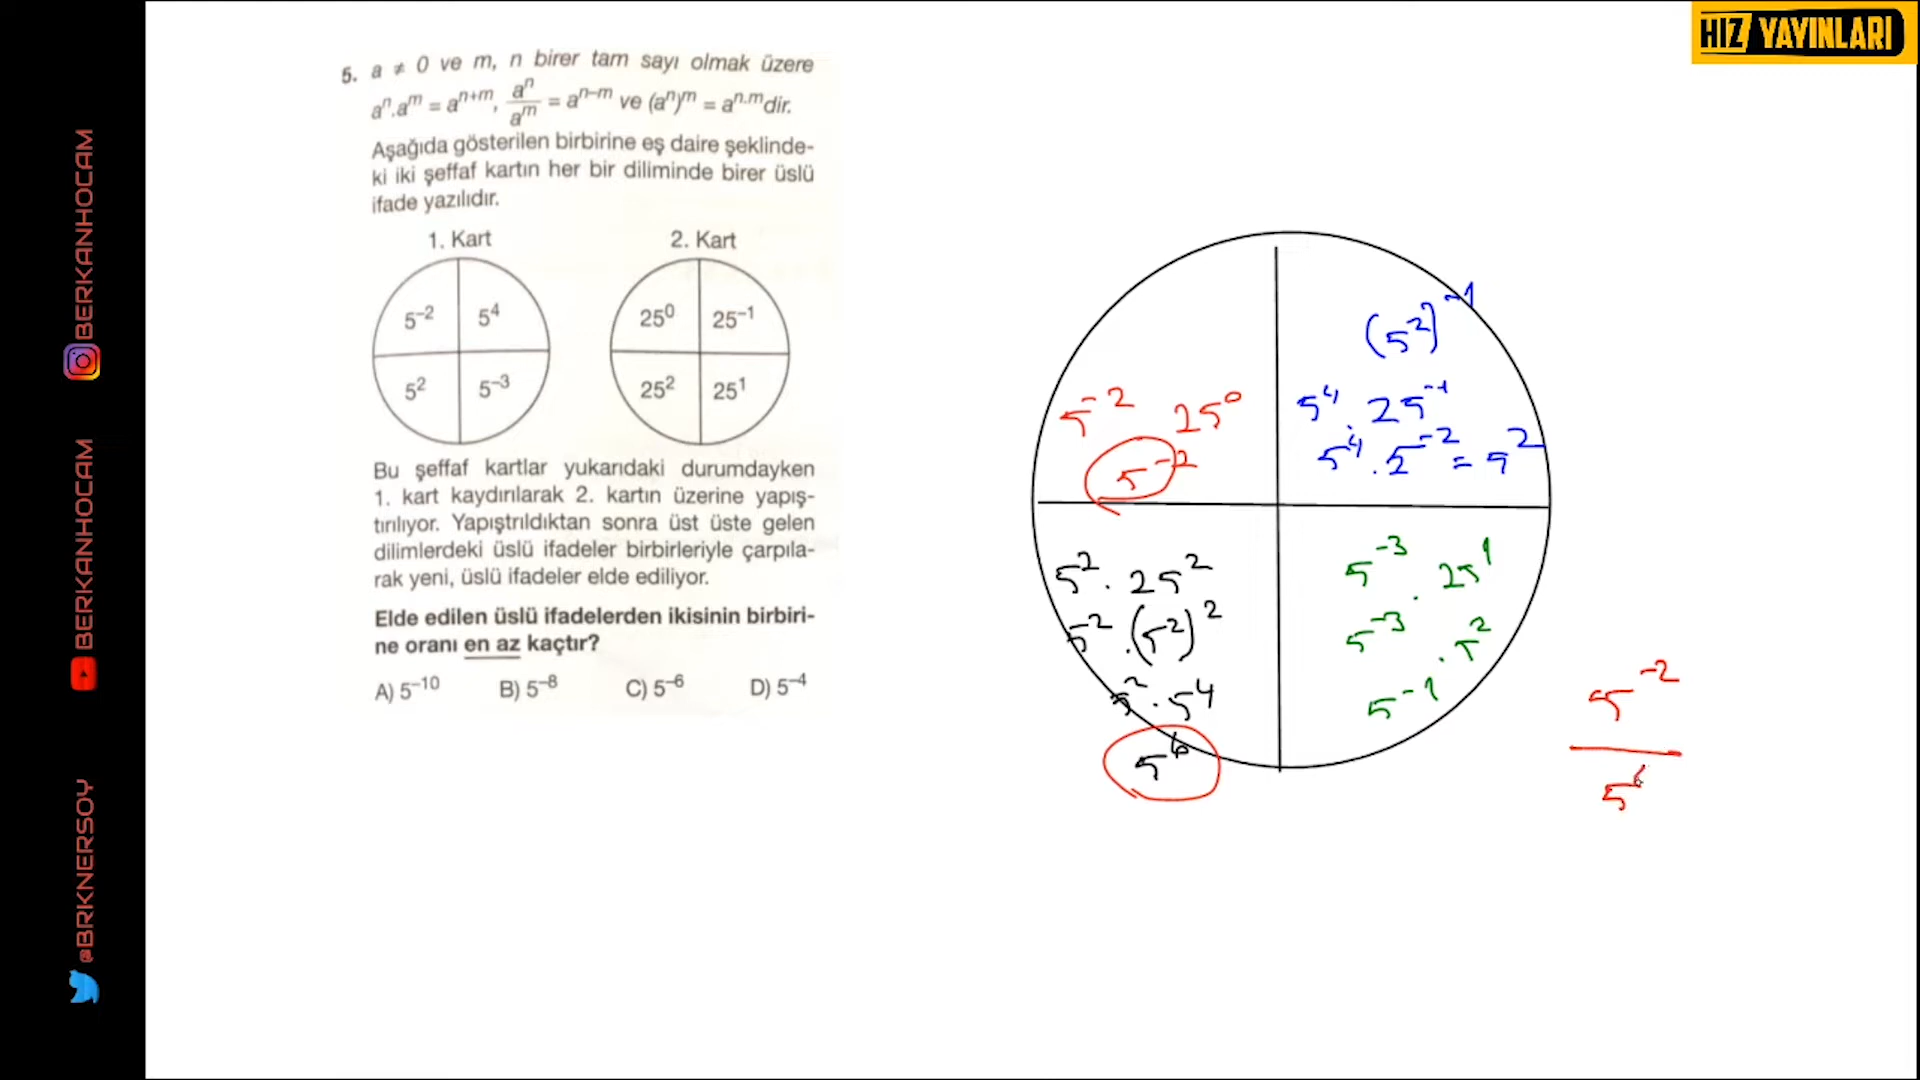 HIZ YAYINLARI
@BERKANHOCAM
BERKANHOCAM
@BRKNERSOY
5. a ≠ 0 ve m, n birer tam sayı olmak üzere
aⁿ.aᵐ = aⁿ⁺ᵐ, aⁿ/aᵐ = aⁿ⁻ᵐ ve (aⁿ)ᵐ = aⁿ·ᵐdir.
Aşağıda gösterilen birbirine eş daire şeklinde-
ki iki şeffaf kartın her bir diliminde birer üslü
ifade yazılıdır.
1. Kart
5⁻² 5⁴
5² 5⁻³
2. Kart
25⁰ 25⁻¹
25² 25¹
Bu şeffaf kartlar yukarıdaki durumdayken
1. kart kaydırılarak 2. kartın üzerine yapış-
tırılıyor. Yapıştrıldıktan sonra üst üste gelen
dilimlerdeki üslü ifadeler birbirleriyle çarpıla-
rak yeni, üslü ifadeler elde ediliyor.
Elde edilen üslü ifadelerden ikisinin birbiri-
ne oranı en az kaçtır?
A) 5⁻¹⁰ B) 5⁻⁸ C) 5⁻⁶ D) 5⁻⁴
5⁻² 25⁰
5⁻²
(5²)⁻¹
5⁴ . 25⁻¹
5⁴ . 5⁻² = 5²
5² . 25²
5² . (5²)²
5² . 5⁴
5⁶
5⁻³ . 25¹
5⁻³ . 5²
5⁻¹
5⁻²
5⁶